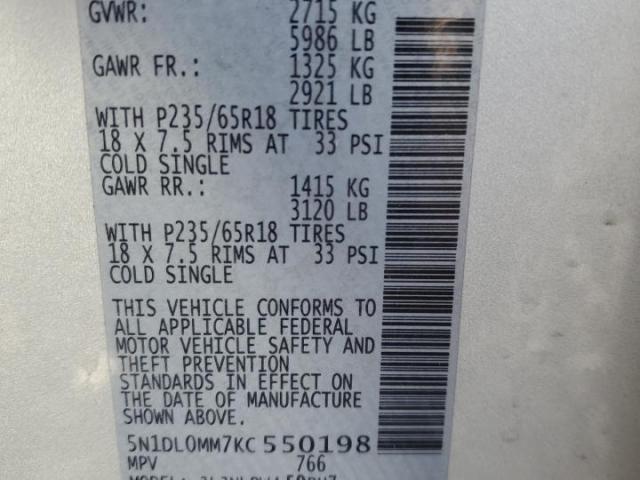 GVWR: 2715 KG
5986 LB
GAWR FR.: 1325 KG
2921 LB
WITH P235/65R18 TIRES
18 X 7.5 RIMS AT 33 PSI
COLD SINGLE
GAWR RR.: 1415 KG
3120 LB
WITH P235/65R18 TIRES
18 X 7.5 RIMS AT 33 PSI
COLD SINGLE
THIS VEHICLE CONFORMS TO
ALL APPLICABLE FEDERAL
MOTOR VEHICLE SAFETY AND
THEFT PREVENTION
STANDARDS IN EFFECT ON
THE DATE OF MANUFACTURE
SHOWN ABOVE.
5N1DL0MM7KC 550198
MPV 766